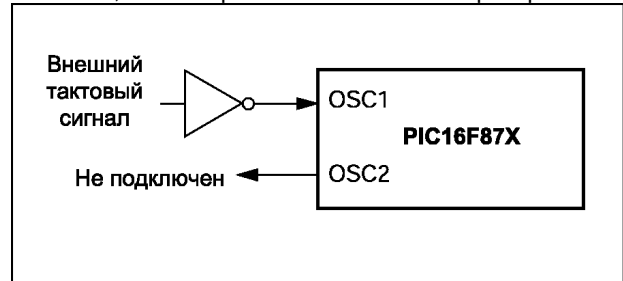 Внешний
тактовый
сигнал
OSC1
PIC16F87X
Не подключен
OSC2